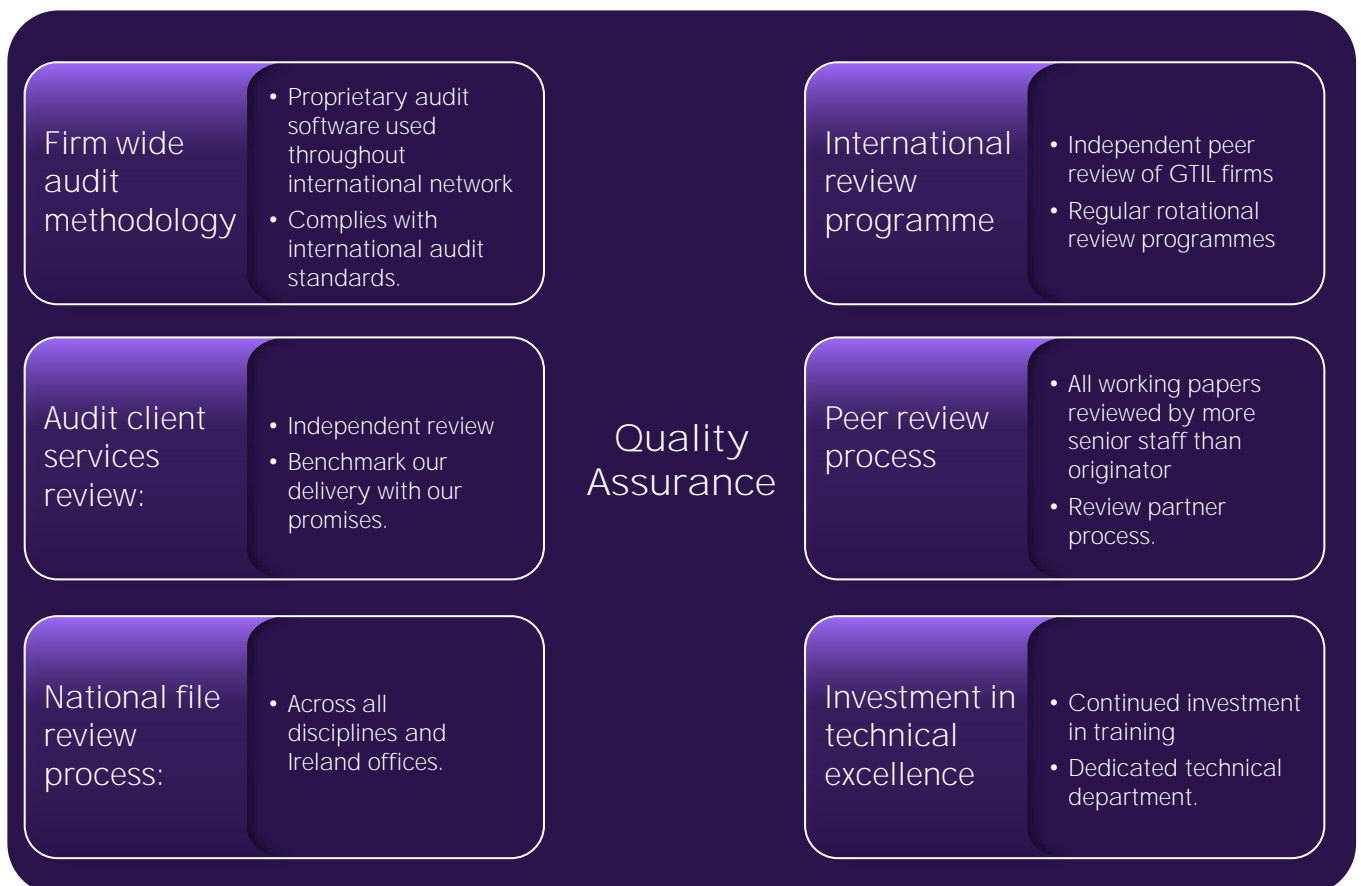 Firm wide
audit
methodology
• Proprietary audit
software used
throughout
international network
• Complies with
international audit
standards.
Audit client
services
review:
• Independent review
• Benchmark our
delivery with our
promises.
National file
review
process:
• Across all
disciplines and
Ireland offices.
Quality
Assurance
International
review
programme
• Independent peer
review of GTIL firms
• Regular rotational
review programmes
Peer review
process
• All working papers
reviewed by more
senior staff than
originator
• Review partner
process.
Investment in
technical
excellence
• Continued investment
in training
• Dedicated technical
department.